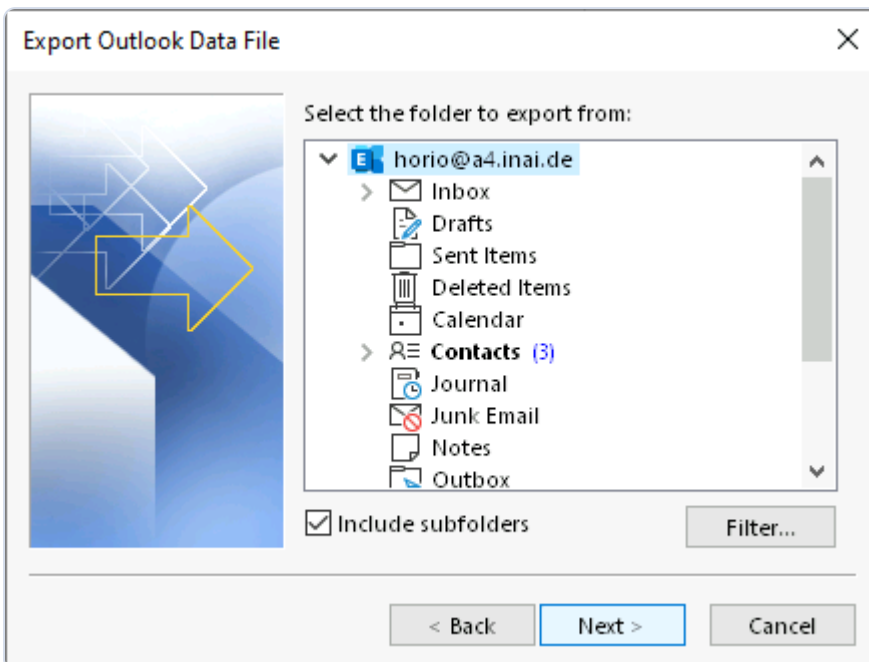 Export Outlook Data File
Select the folder to export from:
horio@a4.inai.de
Inbox
Drafts
Sent Items
Deleted Items
Calendar
Contacts (3)
Journal
Junk Email
Notes
Outbox
Include subfolders
Filter...
< Back
Next >
Cancel